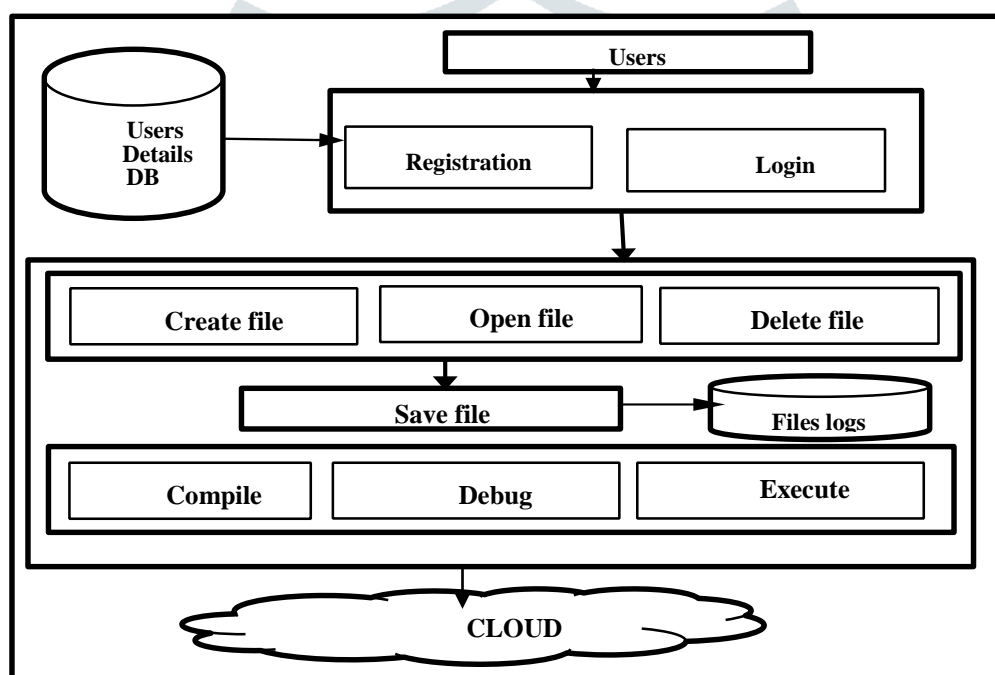 Users
Users
Details
DB
Registration
Login
Create file
Open file
Delete file
Save file
Files logs
Compile
Debug
Execute
CLOUD